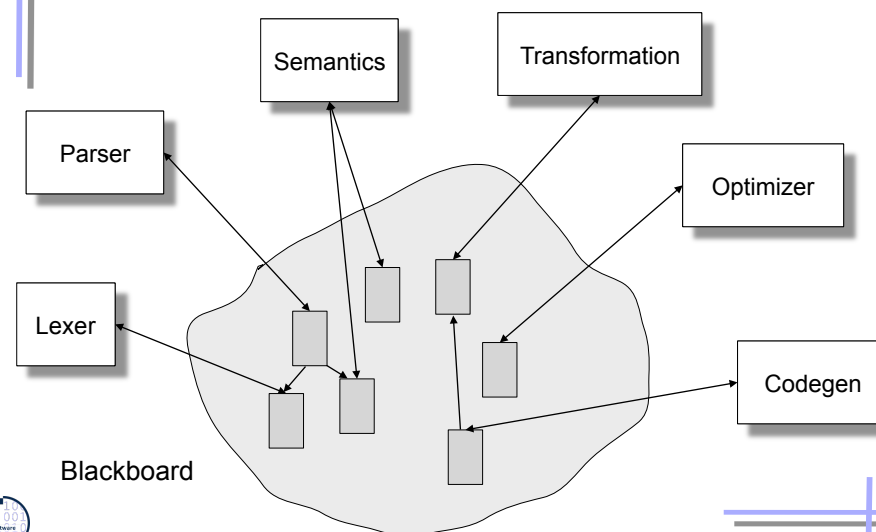 Semantics
Transformation
Parser
Optimizer
Lexer
Codegen
Blackboard